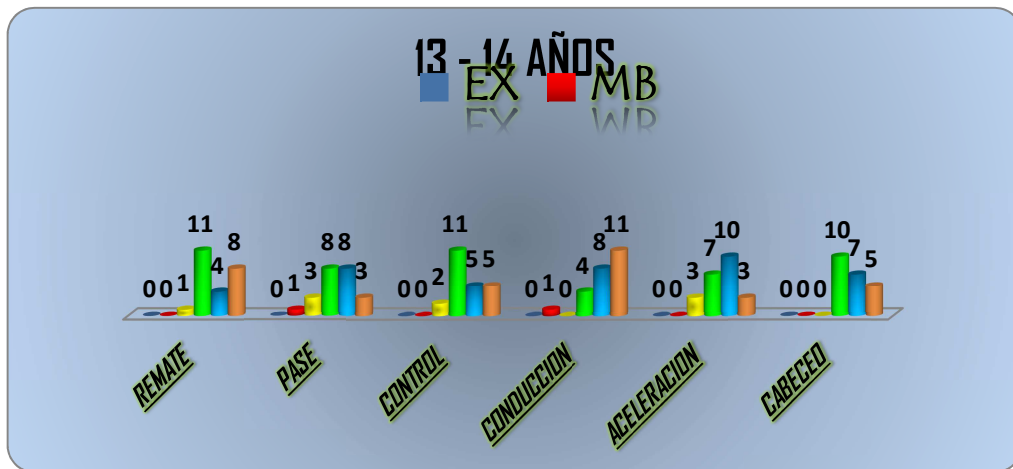 13 - 14 AÑOS
EX MB
0 0 1 11 4 8
0 1 3 8 8 3
0 0 2 11 5 5
0 1 0 4 8 11
0 0 3 7 10 3
0 0 0 10 7 5
REMATE
PASE
CONTROL
CONDUCCION
ACELERACION
CABECEO